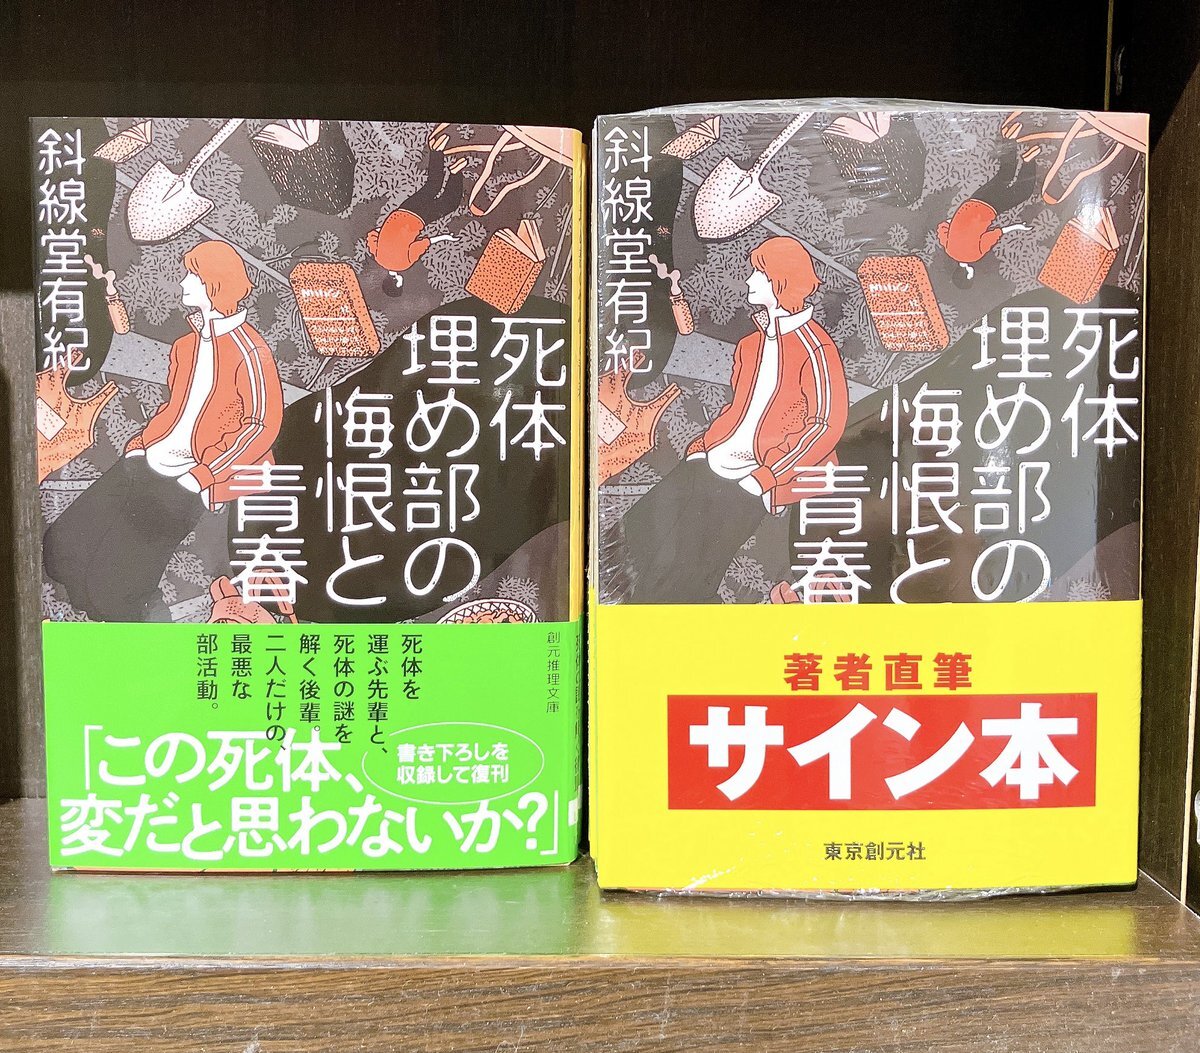 斜線堂有紀
死体
埋め部の
悔恨と
青春
創元推理文庫
死体を
運ぶ先輩と、
死体の謎を
解く後輩。
二人だけの、
最悪な
部活動。
書き下ろしを
収録して復刊
「この死体、
変だと思わないか?」
斜線堂有紀
死体
埋め部の
悔恨と
青春
著者直筆
サイン本
東京創元社